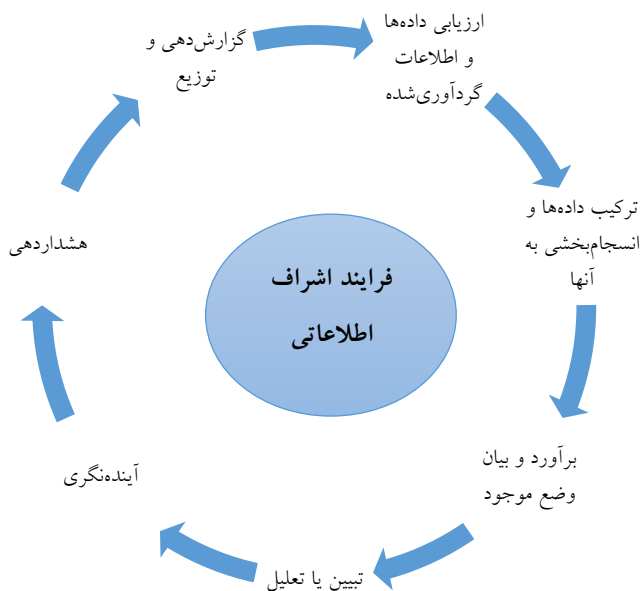 ارزیابی داده‌ها
و اطلاعات
گردآوری‌شده
ترکیب داده‌ها و
انسجام‌بخشی به
آنها
برآورد و بیان
وضع موجود
تبیین یا تعلیل
آینده‌نگری
هشداردهی
گزارش‌دهی و
توزیع
فرایند اشراف
اطلاعاتی